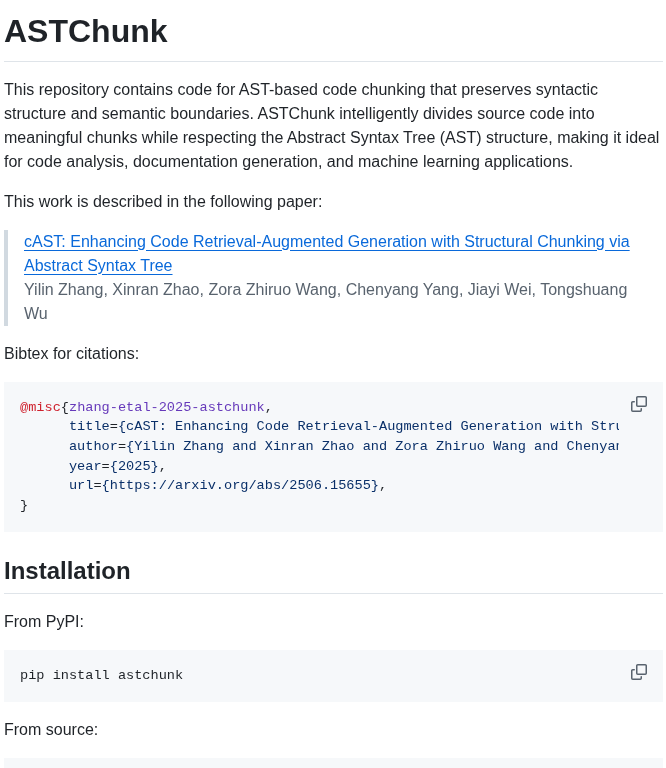 ASTChunk
This repository contains code for AST-based code chunking that preserves syntactic
structure and semantic boundaries. ASTChunk intelligently divides source code into
meaningful chunks while respecting the Abstract Syntax Tree (AST) structure, making it ideal
for code analysis, documentation generation, and machine learning applications.
This work is described in the following paper:
cAST: Enhancing Code Retrieval-Augmented Generation with Structural Chunking via
Abstract Syntax Tree
Yilin Zhang, Xinran Zhao, Zora Zhiruo Wang, Chenyang Yang, Jiayi Wei, Tongshuang
Wu
Bibtex for citations:
@misc{zhang-etal-2025-astchunk,
      title={cAST: Enhancing Code Retrieval-Augmented Generation with Stru
      author={Yilin Zhang and Xinran Zhao and Zora Zhiruo Wang and Chenyan
      year={2025},
      url={https://arxiv.org/abs/2506.15655},
}
Installation
From PyPI:
pip install astchunk
From source: